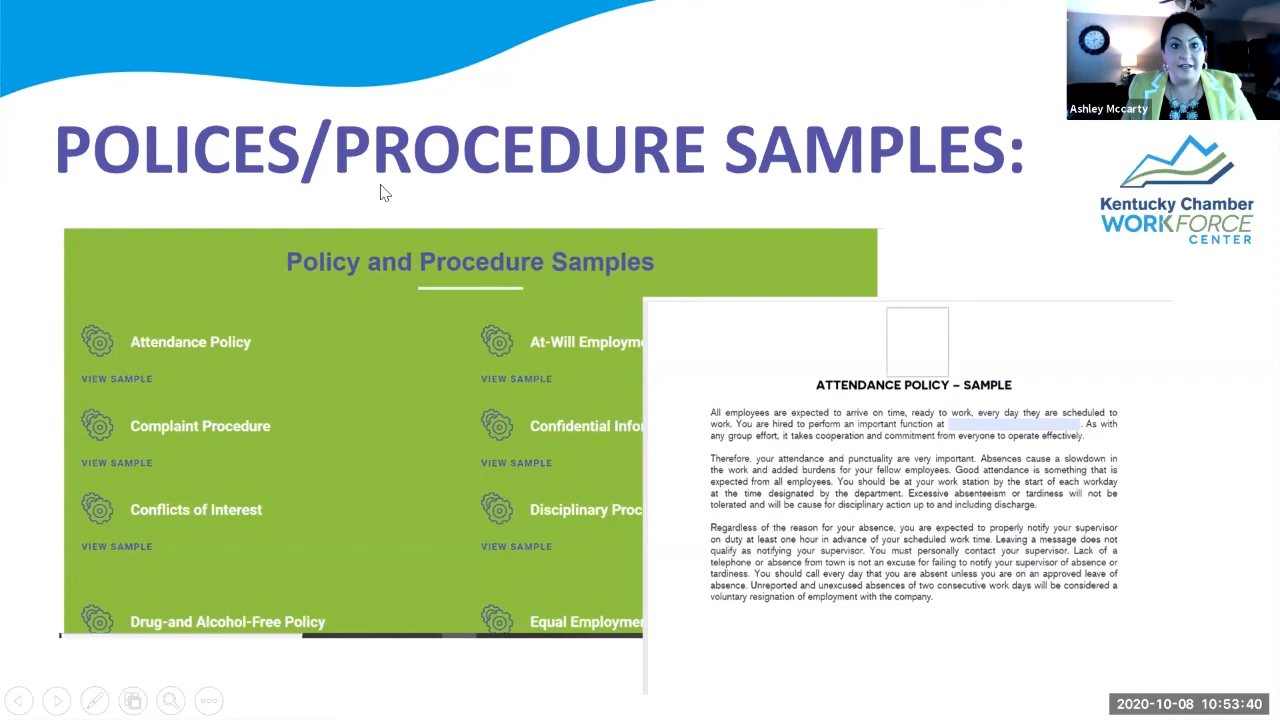 Ashley Mccarty
POLICES/PROCEDURE SAMPLES:
Kentucky Chamber
WORKFORCE
CENTER
Policy and Procedure Samples
Attendance Policy
VIEW SAMPLE
At-Will Employme
VIEW SAMPLE
Complaint Procedure
VIEW SAMPLE
Confidential Infor
VIEW SAMPLE
Conflicts of Interest
VIEW SAMPLE
Disciplinary Proc
VIEW SAMPLE
Drug-and Alcohol-Free Policy
Equal Employmen
ATTENDANCE POLICY – SAMPLE
All employees are expected to arrive on time, ready to work, every day they are scheduled to
work. You are hired to perform an important function at . As with
any group effort, it takes cooperation and commitment from everyone to operate effectively.
Therefore, your attendance and punctuality are very important. Absences cause a slowdown in
the work and added burdens for your fellow employees. Good attendance is something that is
expected from all employees. You should be at your work station by the start of each workday
at the time designated by the department. Excessive absenteeism or tardiness will not be
tolerated and will be cause for disciplinary action up to and including discharge.
Regardless of the reason for your absence, you are expected to properly notify your supervisor
on duty at least one hour in advance of your scheduled work time. Leaving a message does not
qualify as notifying your supervisor. You must personally contact your supervisor. Lack of a
telephone or absence from town is not an excuse for failing to notify your supervisor of absence or
tardiness. You should call every day that you are absent unless you are on an approved leave of
absence. Unreported and unexcused absences of two consecutive work days will be considered a
voluntary resignation of employment with the company.
2020-10-08 10:53:40